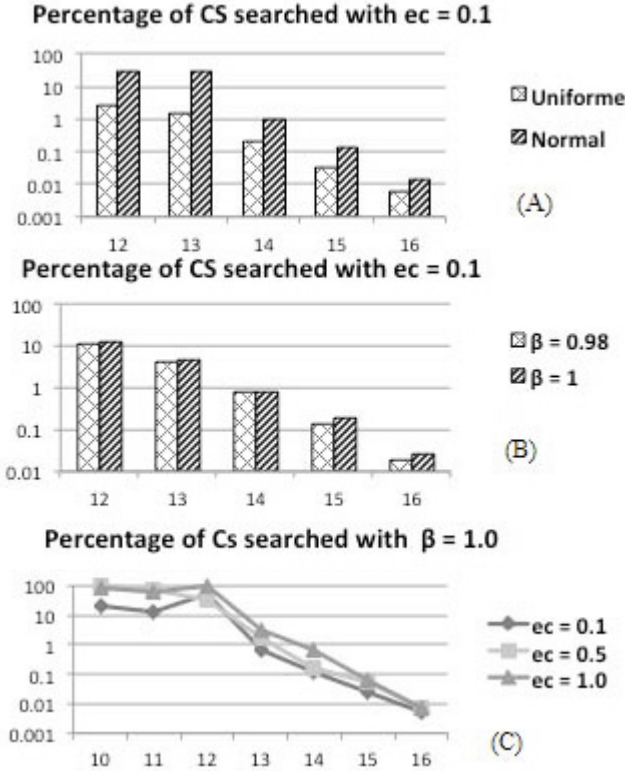 Percentage of CS searched with ec = 0.1
100
10
1
0.1
0.01
0.001
12 13 14 15 16
Uniforme
Normal
(A)
Percentage of CS searched with ec = 0.1
100
10
1
0.1
0.01
12 13 14 15 16
β = 0.98
β = 1
(B)
Percentage of Cs searched with β = 1.0
100
10
1
0.1
0.01
0.001
10 11 12 13 14 15 16
ec = 0.1
ec = 0.5
ec = 1.0
(C)